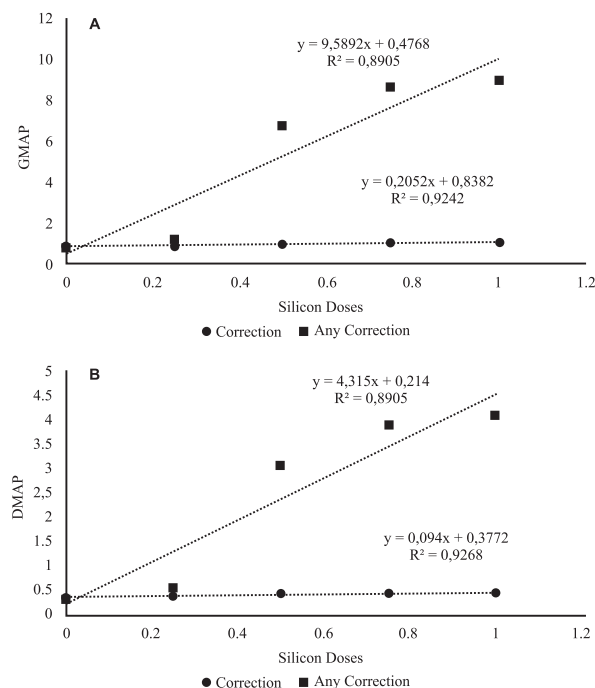 A
12
10
8
6
4
2
0
GMAP
y = 9,5892x + 0,4768
R² = 0,8905
y = 0,2052x + 0,8382
R² = 0,9242
0 0.2 0.4 0.6 0.8 1 1.2
Silicon Doses
Correction Any Correction
B
5
4.5
4
3.5
3
2,5
2
1.5
1
0.5
0
DMAP
y = 4,315x + 0,214
R² = 0,8905
y = 0,094x + 0,3772
R² = 0,9268
0 0.2 0.4 0.6 0.8 1 1.2
Silicon Doses
Correction Any Correction